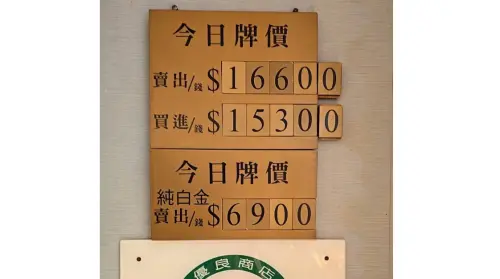 今日牌價
賣出/錢 $16600
買進/錢 $15300
今日牌價
純白金
賣出/錢 $6900
優良商店